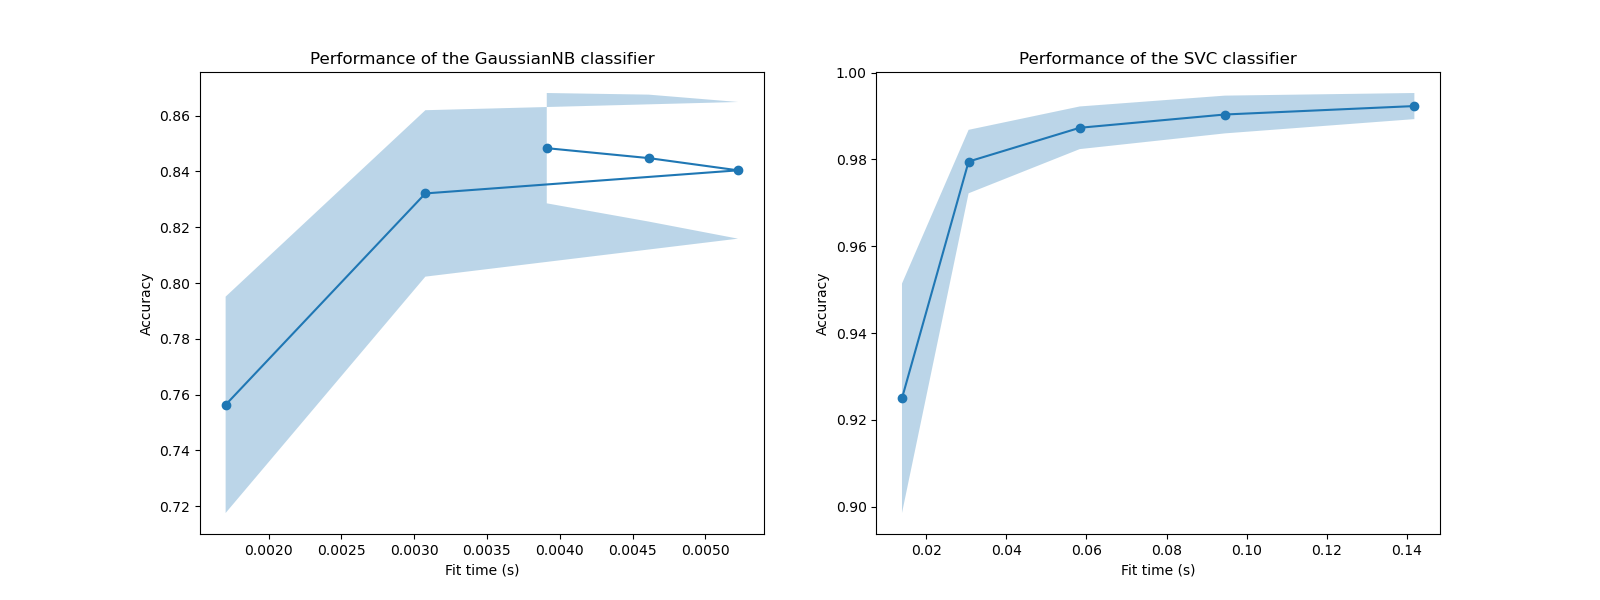 Performance of the GaussianNB classifier
0.86
0.84
0.82
0.80
0.78
0.76
0.74
0.72
Accuracy
0.0020 0.0025 0.0030 0.0035 0.0040 0.0045 0.0050
Fit time (s)
Performance of the SVC classifier
1.00
0.98
0.96
0.94
0.92
0.90
Accuracy
0.02 0.04 0.06 0.08 0.10 0.12 0.14
Fit time (s)